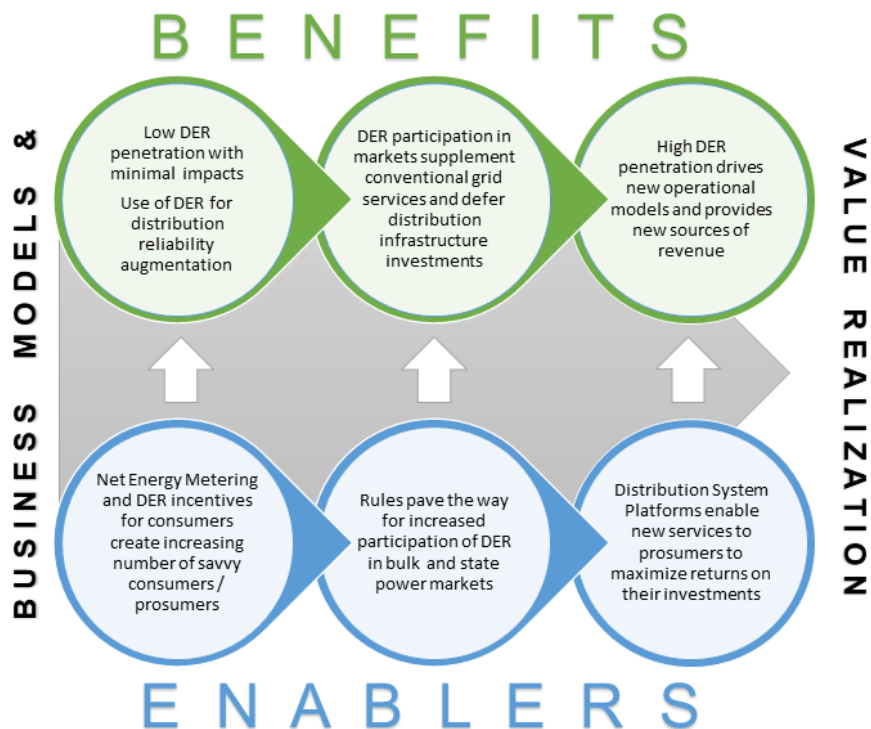 BENEFITS
BUSINESS MODELS &
VALUE REALIZATION
Low DER
penetration with
minimal impacts
Use of DER for
distribution
reliability
augmentation
DER participation in
markets supplement
conventional grid
services and defer
distribution
infrastructure
investments
High DER
penetration drives
new operational
models and provides
new sources of
revenue
Net Energy Metering
and DER incentives
for consumers
create increasing
number of savvy
consumers /
prosumers
Rules pave the way
for increased
participation of DER
in bulk and state
power markets
Distribution System
Platforms enable
new services to
prosumers to
maximize returns on
their investments
ENABLERS